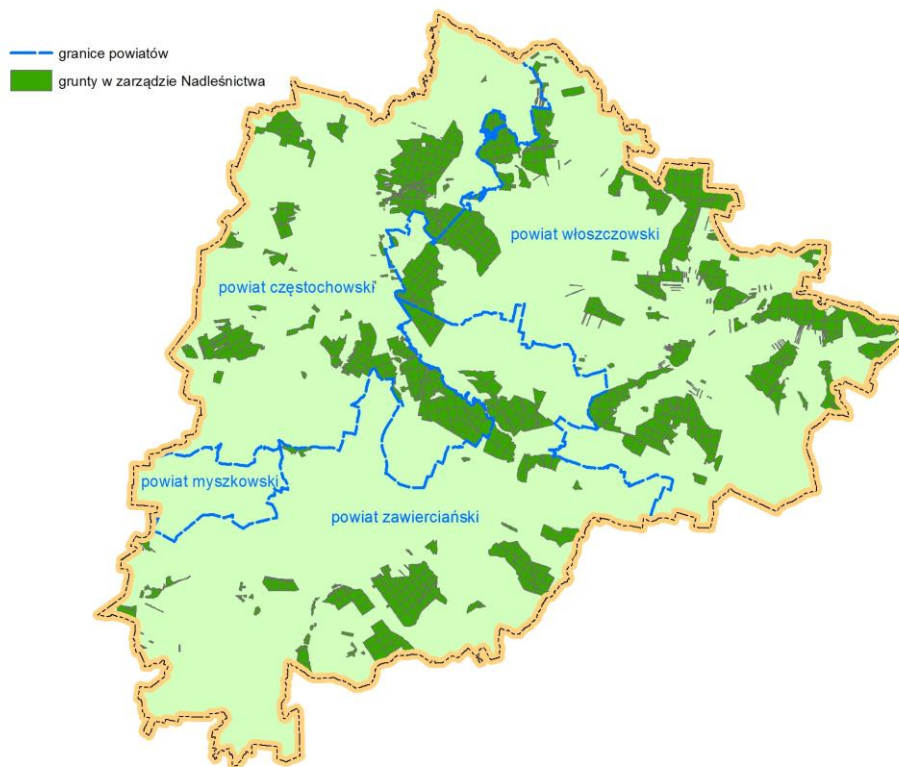 granice powiatów
grunty w zarządzie Nadleśnictwa
powiat włoszczowski
powiat częstochowski
powiat myszkowski
powiat zawierciański